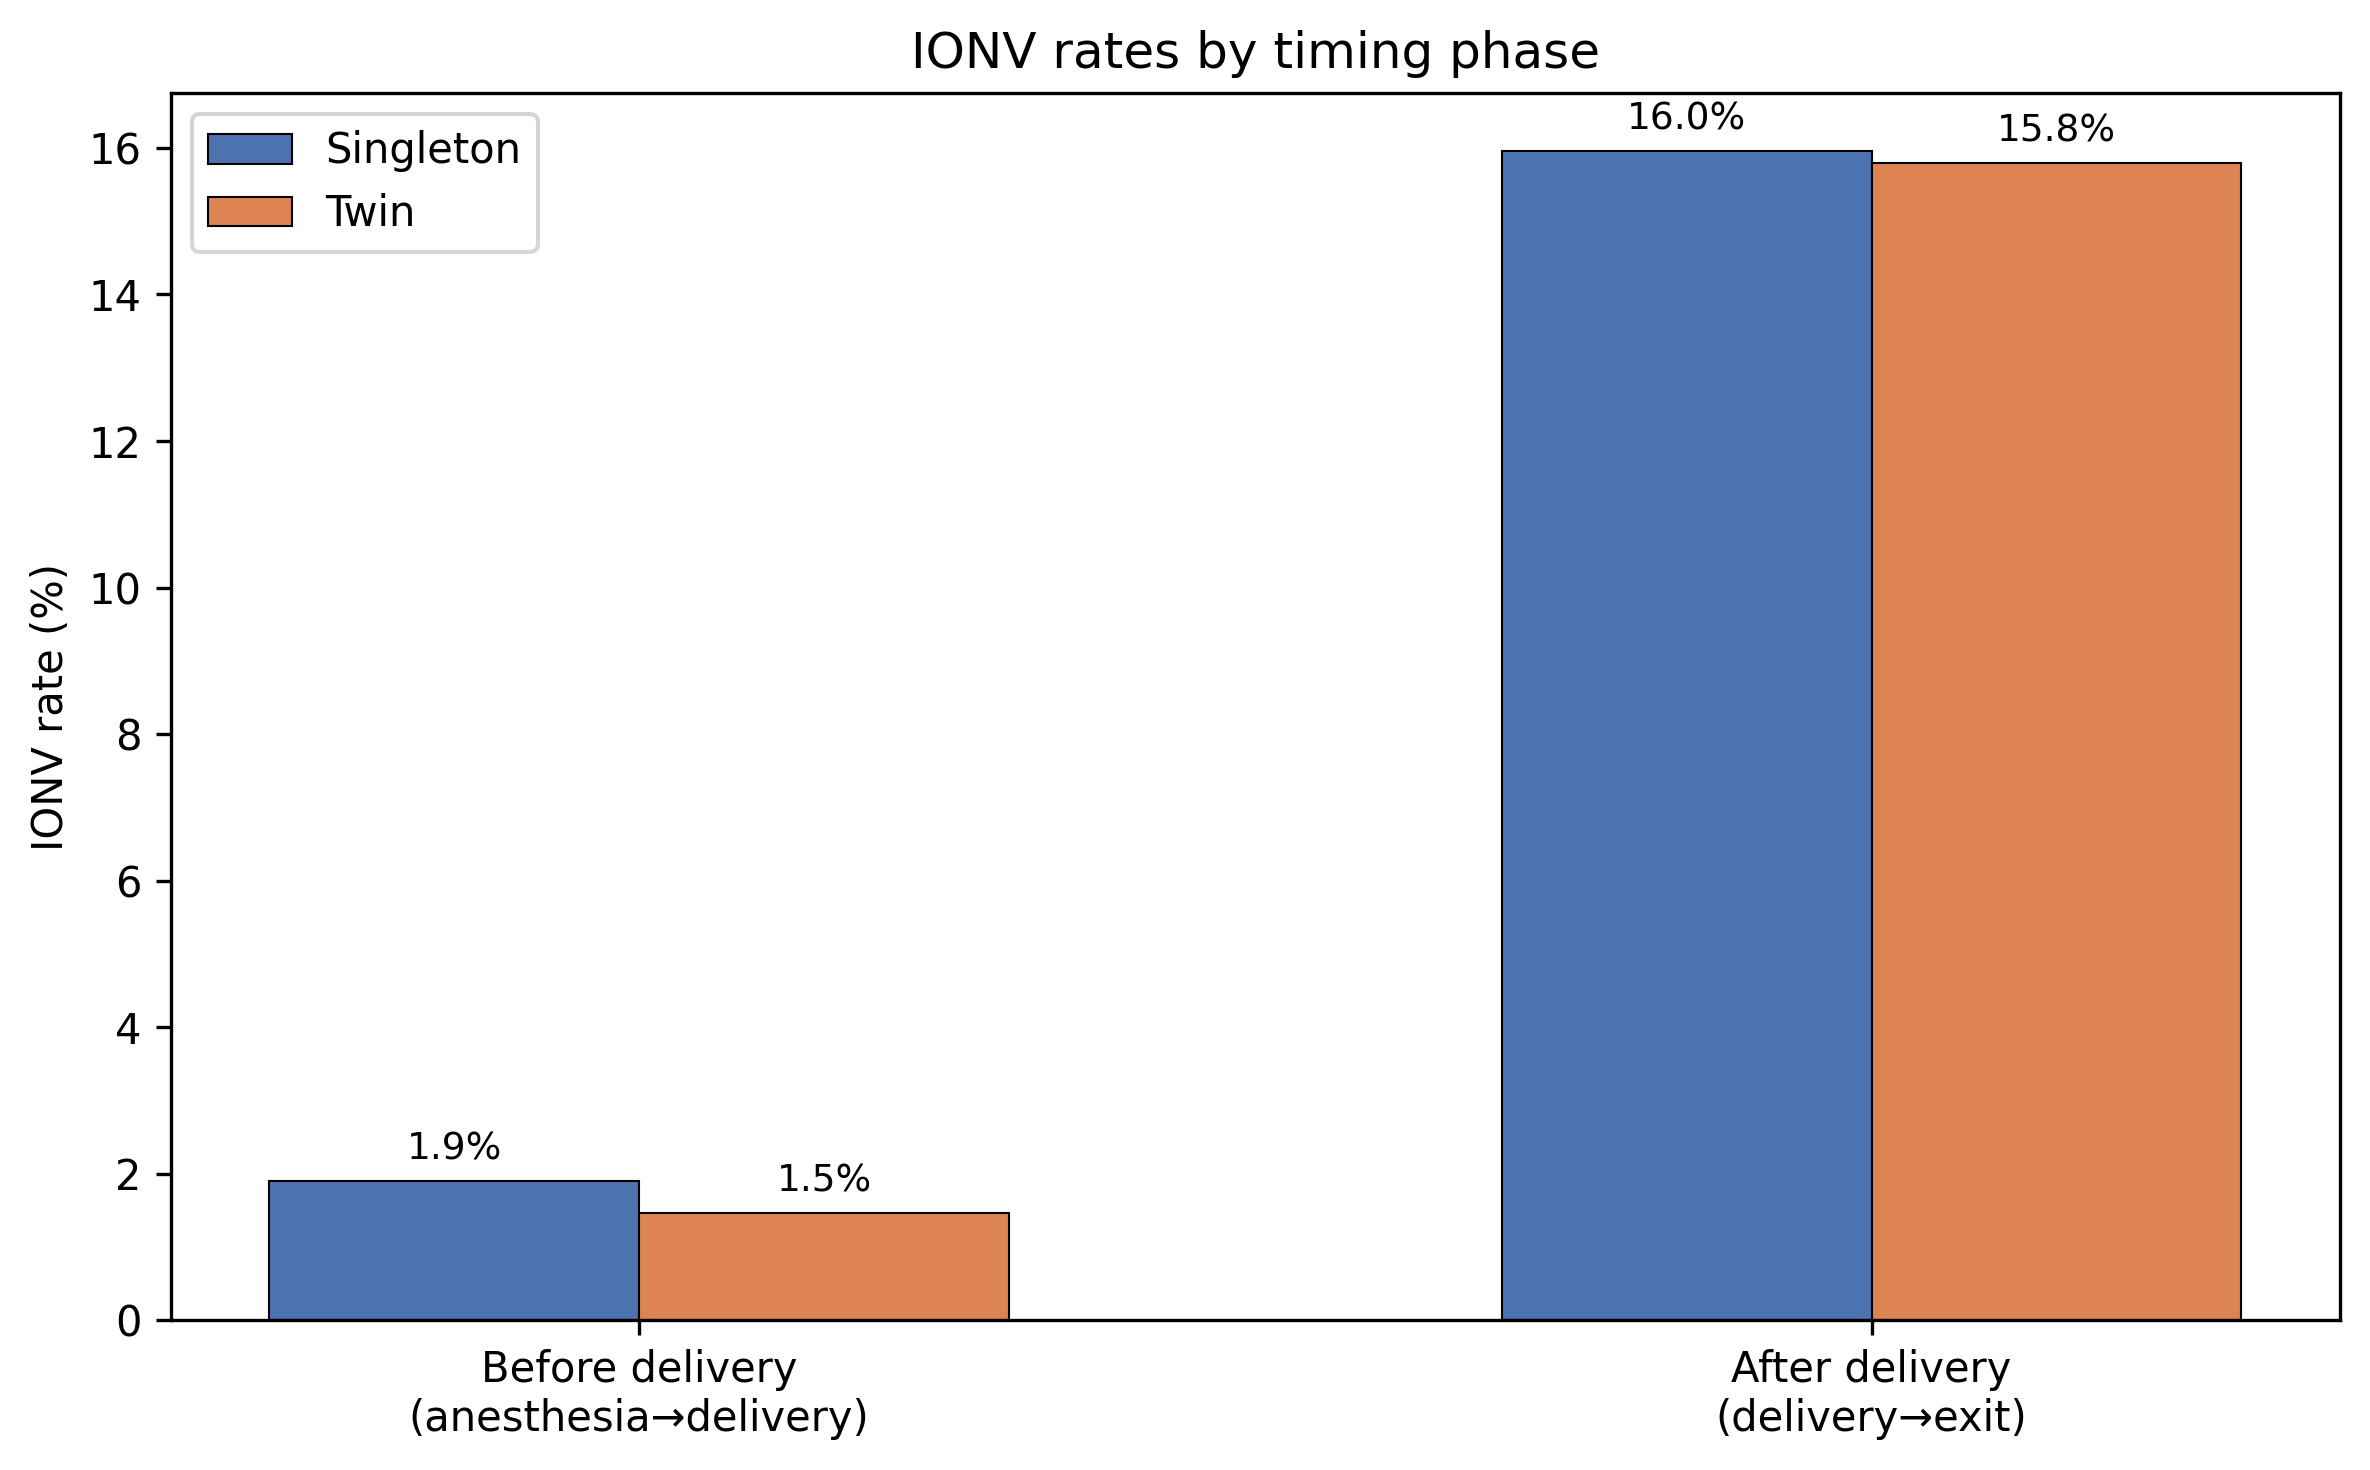 IONV rates by timing phase
Singleton
Twin
16.0%
15.8%
1.9%
1.5%
IONV rate (%)
16
14
12
10
8
6
4
2
0
Before delivery
(anesthesia→delivery)
After delivery
(delivery→exit)